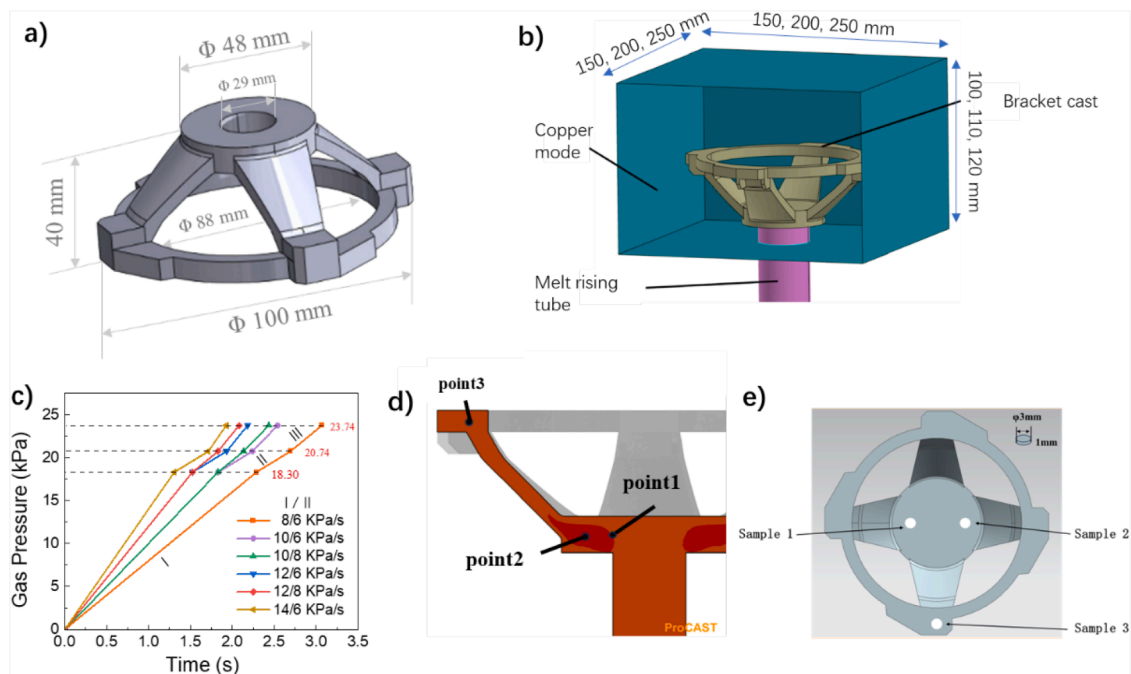 a)
Φ 48 mm
Φ 29 mm
40 mm
Φ 88 mm
Φ 100 mm
b)
150, 200, 250 mm
150, 200, 250 mm
100, 110, 120 mm
Copper
mode
Bracket cast
Melt rising
tube
c)
Gas Pressure (kPa)
25
20
15
10
5
0
0.0
0.5
1.0
1.5
2.0
2.5
3.0
3.5
Time (s)
I
II
III
23.74
20.74
18.30
I / II
8/6 KPa/s
10/6 KPa/s
10/8 KPa/s
12/6 KPa/s
12/8 KPa/s
14/6 KPa/s
d)
point3
point1
point2
ProCAST
e)
φ3mm
1mm
Sample 1
Sample 2
Sample 3